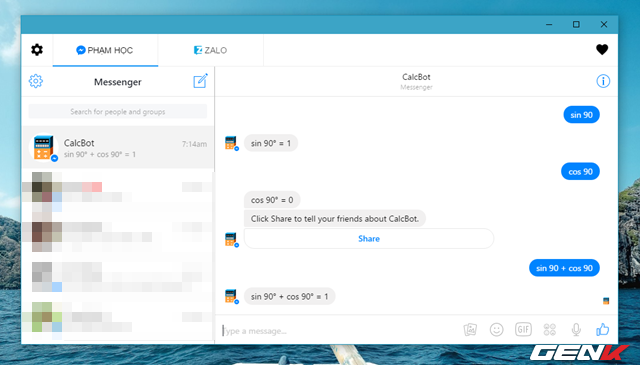 PHẠM HỌC
ZALO
Messenger
CalcBot
Messenger
Search for people and groups
CalcBot
7:14am
sin 90° + cos 90° = 1
sin 90
sin 90° = 1
cos 90
cos 90° = 0
Click Share to tell your friends about CalcBot.
Share
sin 90 + cos 90
sin 90° + cos 90° = 1
Type a message...
GIF
GENK